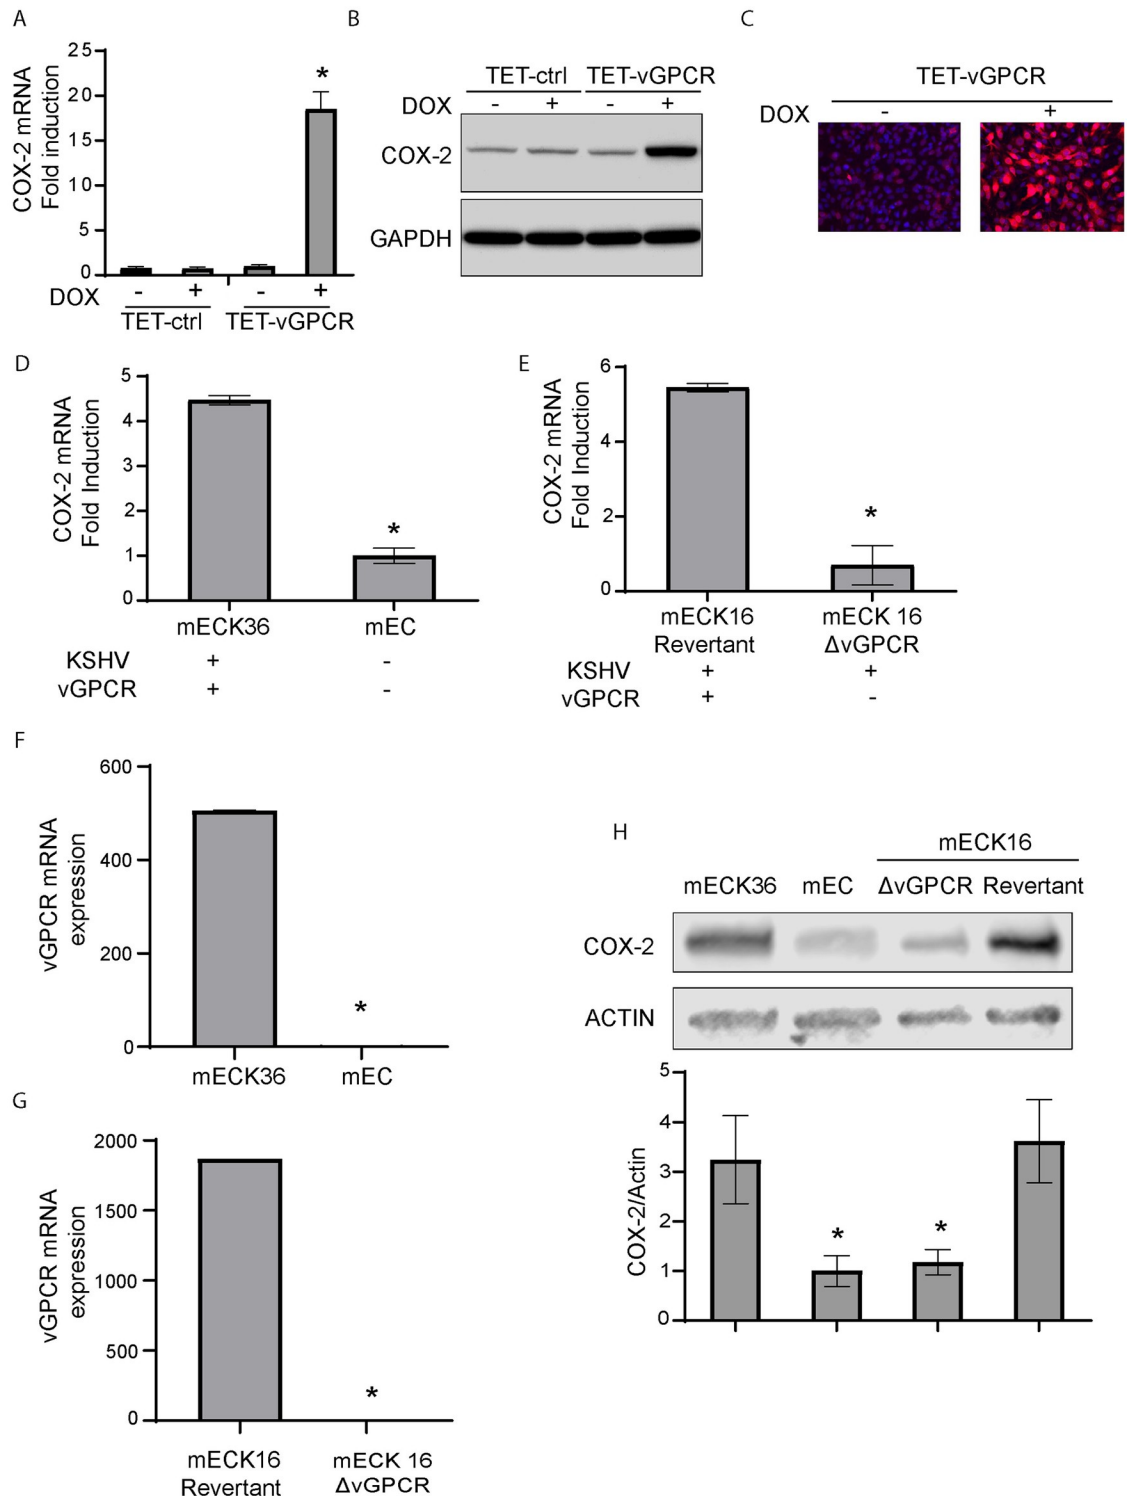 A
COX-2 mRNA
Fold induction
25
20
15
10
5
0
*
DOX
- + - +
TET-ctrl TET-vGPCR
B
TET-ctrl TET-vGPCR
DOX - + - +
COX-2
GAPDH
C
TET-vGPCR
DOX - +
D
COX-2 mRNA
Fold Induction
5
4
3
2
1
0
*
mECK36 mEC
KSHV + -
vGPCR + -
E
COX-2 mRNA
Fold Induction
6
4
2
0
*
mECK16 mECK 16
Revertant ΔvGPCR
KSHV + +
vGPCR + -
F
vGPCR mRNA
expression
600
400
200
0
*
mECK36 mEC
G
vGPCR mRNA
expression
2000
1500
1000
500
0
*
mECK16 mECK 16
Revertant ΔvGPCR
H
mECK16
mECK36 mEC ΔvGPCR Revertant
COX-2
ACTIN
COX-2/Actin
5
4
3
2
1
0
* *